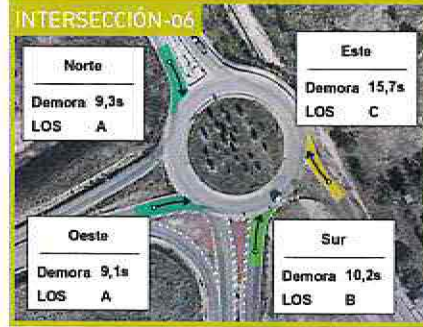 INTERSECCIÓN-06
Norte
Demora 9,3s
LOS A
Este
Demora 15,7s
LOS C
Oeste
Demora 9,1s
LOS A
Sur
Demora 10,2s
LOS B